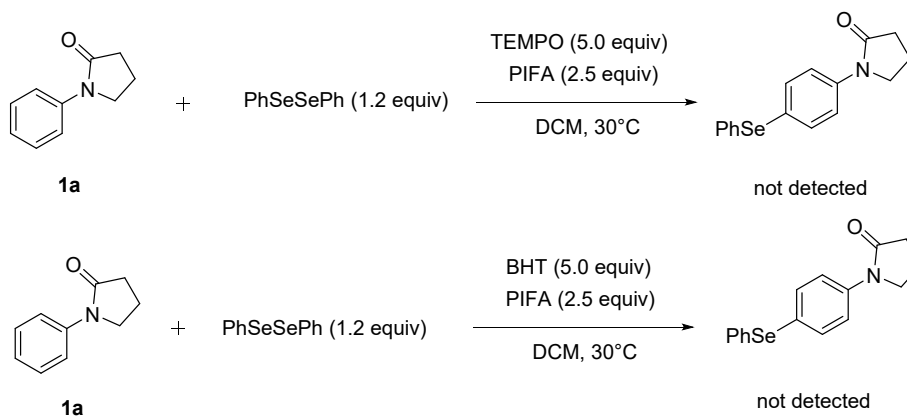 O
N
1a
+
PhSeSePh (1.2 equiv)
TEMPO (5.0 equiv)
PIFA (2.5 equiv)
DCM, 30°C
O
N
PhSe
not detected
O
N
1a
+
PhSeSePh (1.2 equiv)
BHT (5.0 equiv)
PIFA (2.5 equiv)
DCM, 30°C
O
N
PhSe
not detected